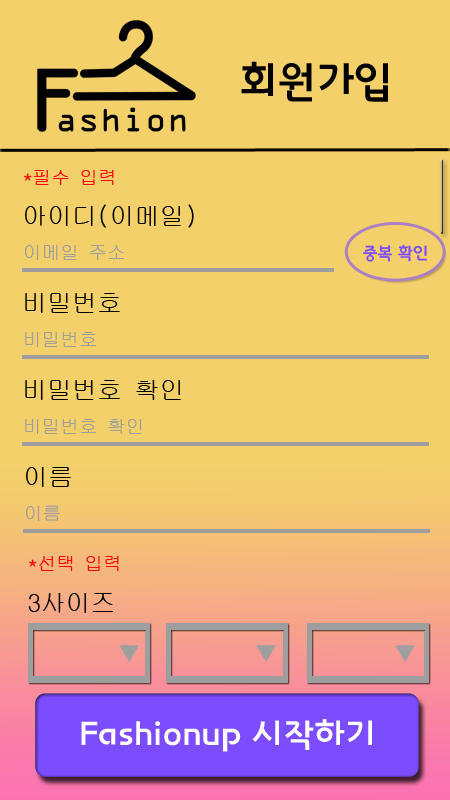 Fashion
회원가입
*필수 입력
아이디(이메일)
이메일 주소
중복 확인
비밀번호
비밀번호
비밀번호 확인
비밀번호 확인
이름
이름
*선택 입력
3사이즈
Fashionup 시작하기